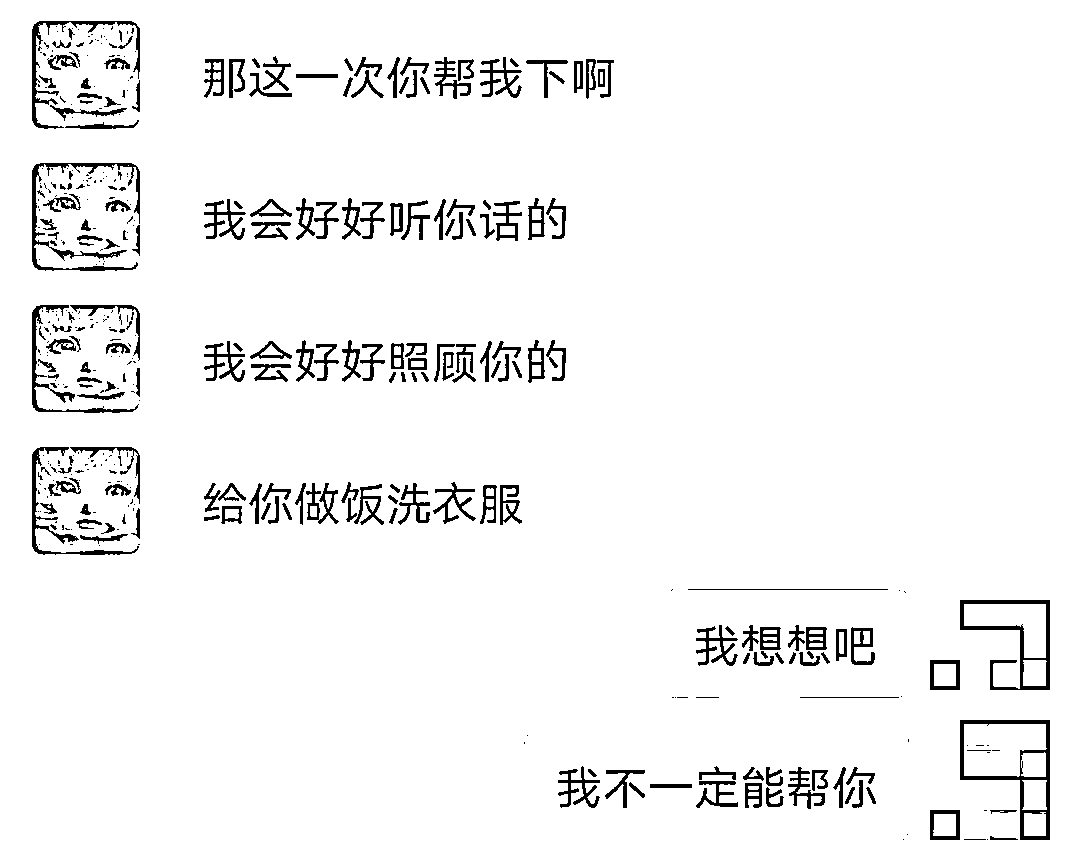 那这一次你帮我下啊
我会好好听你话的
我会好好照顾你的
给你做饭洗衣服
我想想吧
我不一定能帮你